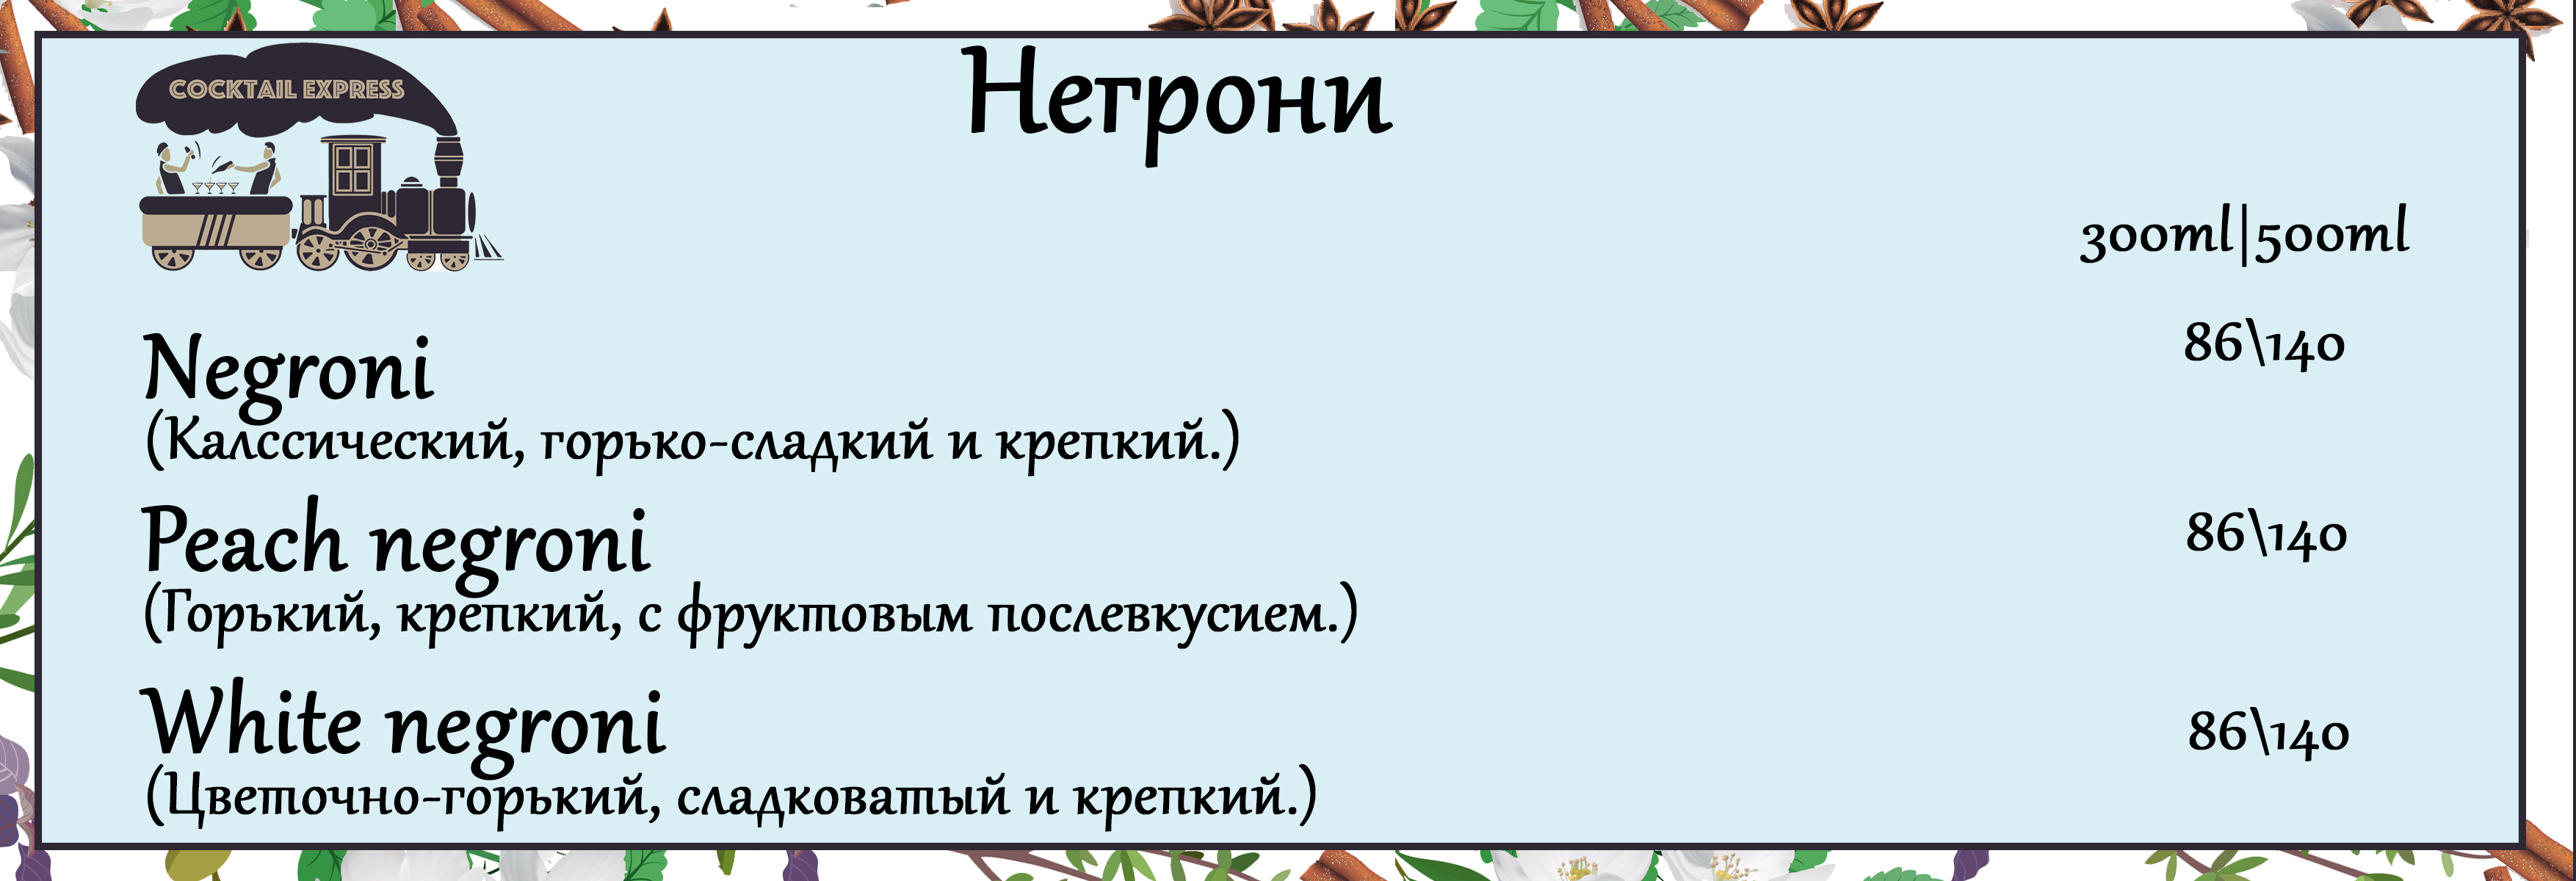 COCKTAIL EXPRESS
Негрони
300ml|500ml
Negroni 86\140
(Калссический, горько-сладкий и крепкий.)
Peach negroni 86\140
(Горький, крепкий, с фруктовым послевкусием.)
White negroni 86\140
(Цветочно-горький, сладковатый и крепкий.)